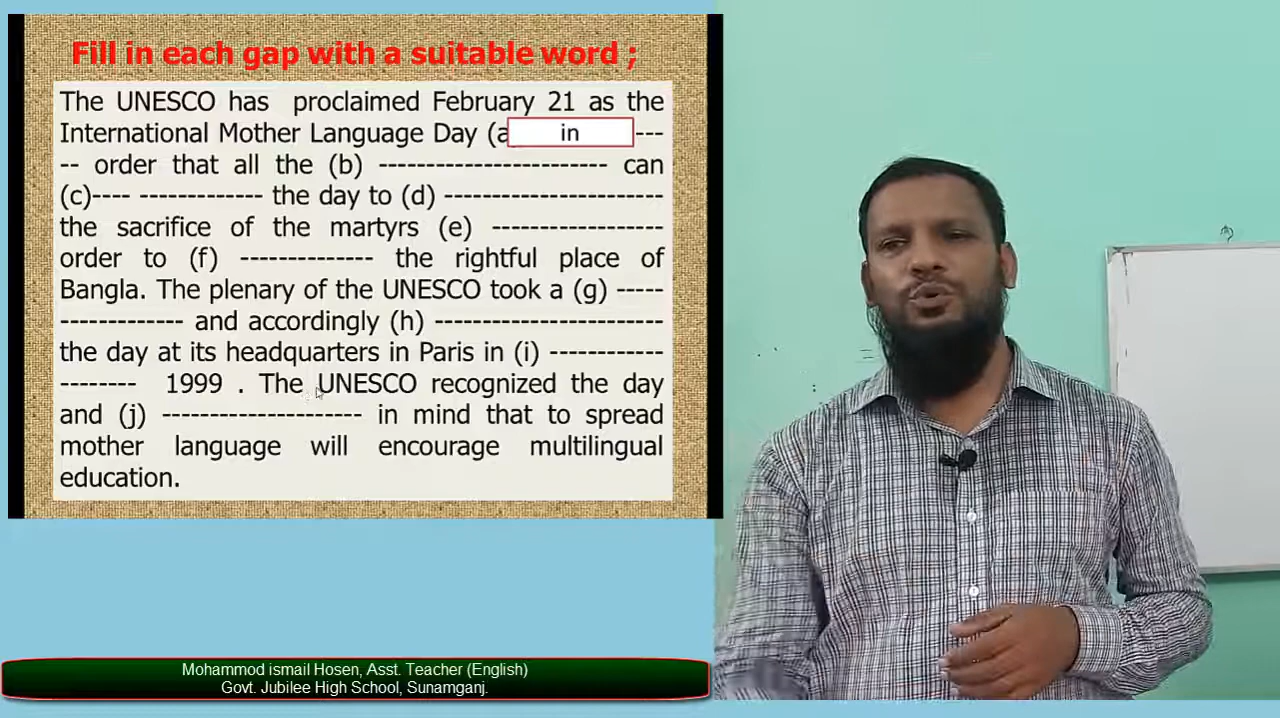 Fill in each gap with a suitable word ;
The UNESCO has proclaimed February 21 as the
International Mother Language Day (a in ---
-- order that all the (b) ------------------------ can
(c)---- ------------- the day to (d) -----------------------
the sacrifice of the martyrs (e) ------------------
order to (f) -------------- the rightful place of
Bangla. The plenary of the UNESCO took a (g) -----
------------- and accordingly (h) ------------------------
the day at its headquarters in Paris in (i) ------------
-------- 1999 . The UNESCO recognized the day
and (j) --------------------- in mind that to spread
mother language will encourage multilingual
education.
Mohammod ismail Hosen, Asst. Teacher (English)
Govt. Jubilee High School, Sunamganj.